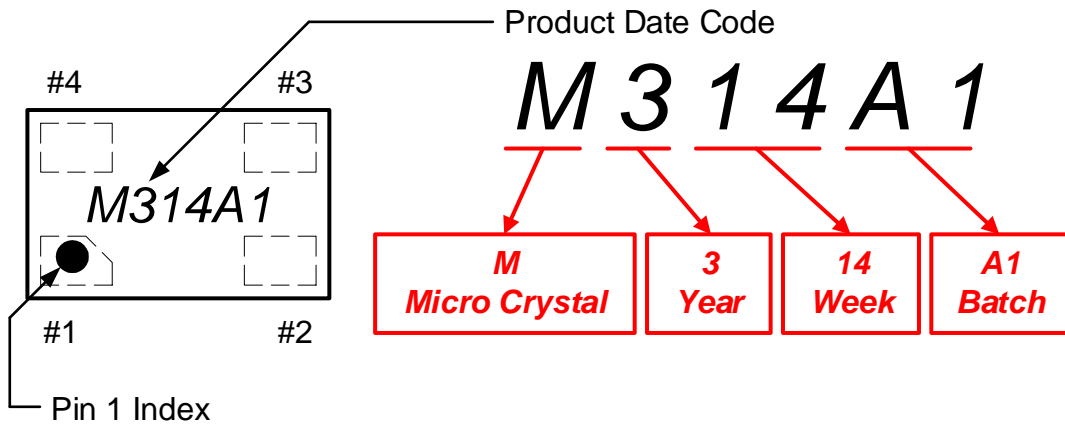 Product Date Code
#4 #3
M314A1
#1 #2
Pin 1 Index
M 3 1 4 A 1
M
Micro Crystal
3
Year
14
Week
A1
Batch